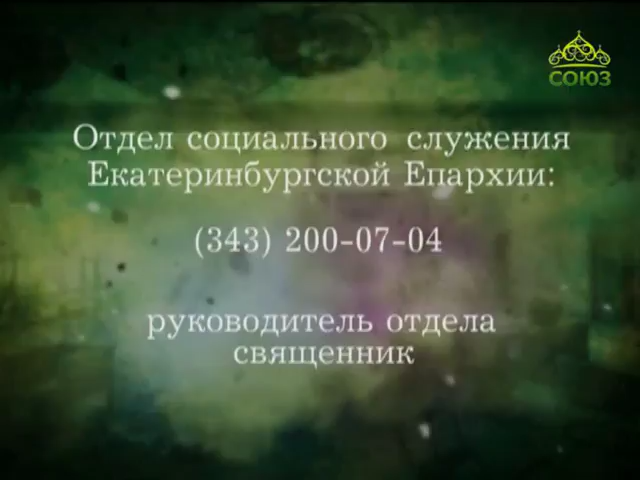 СОЮЗ
Отдел социального служения
Екатеринбургской Епархии:
(343) 200-07-04
руководитель отдела
священник